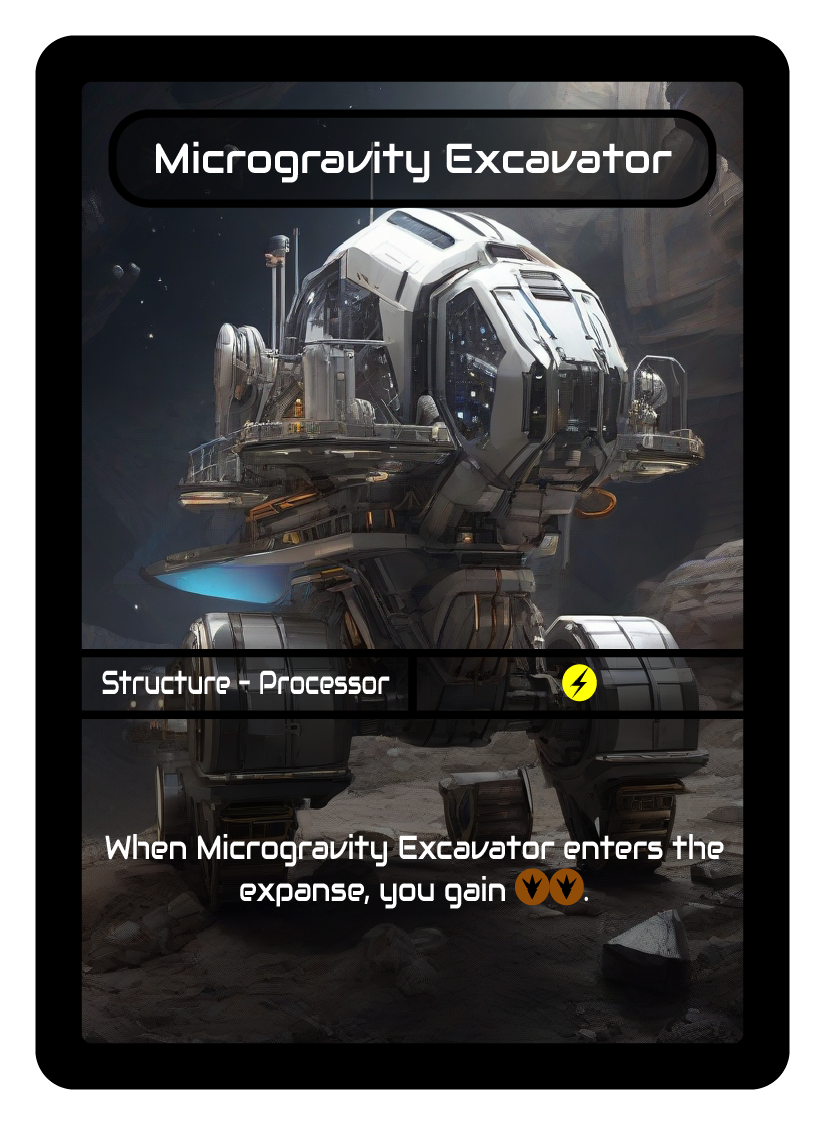 Microgravity Excavator
Structure - Processor
When Microgravity Excavator enters the
expanse, you gain .